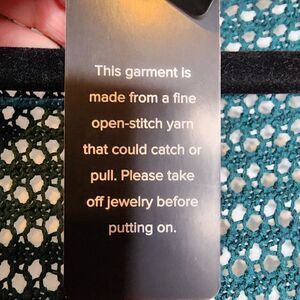 This garment is
made from a fine
open-stitch yarn
that could catch or
pull. Please take
off jewelry before
putting on.